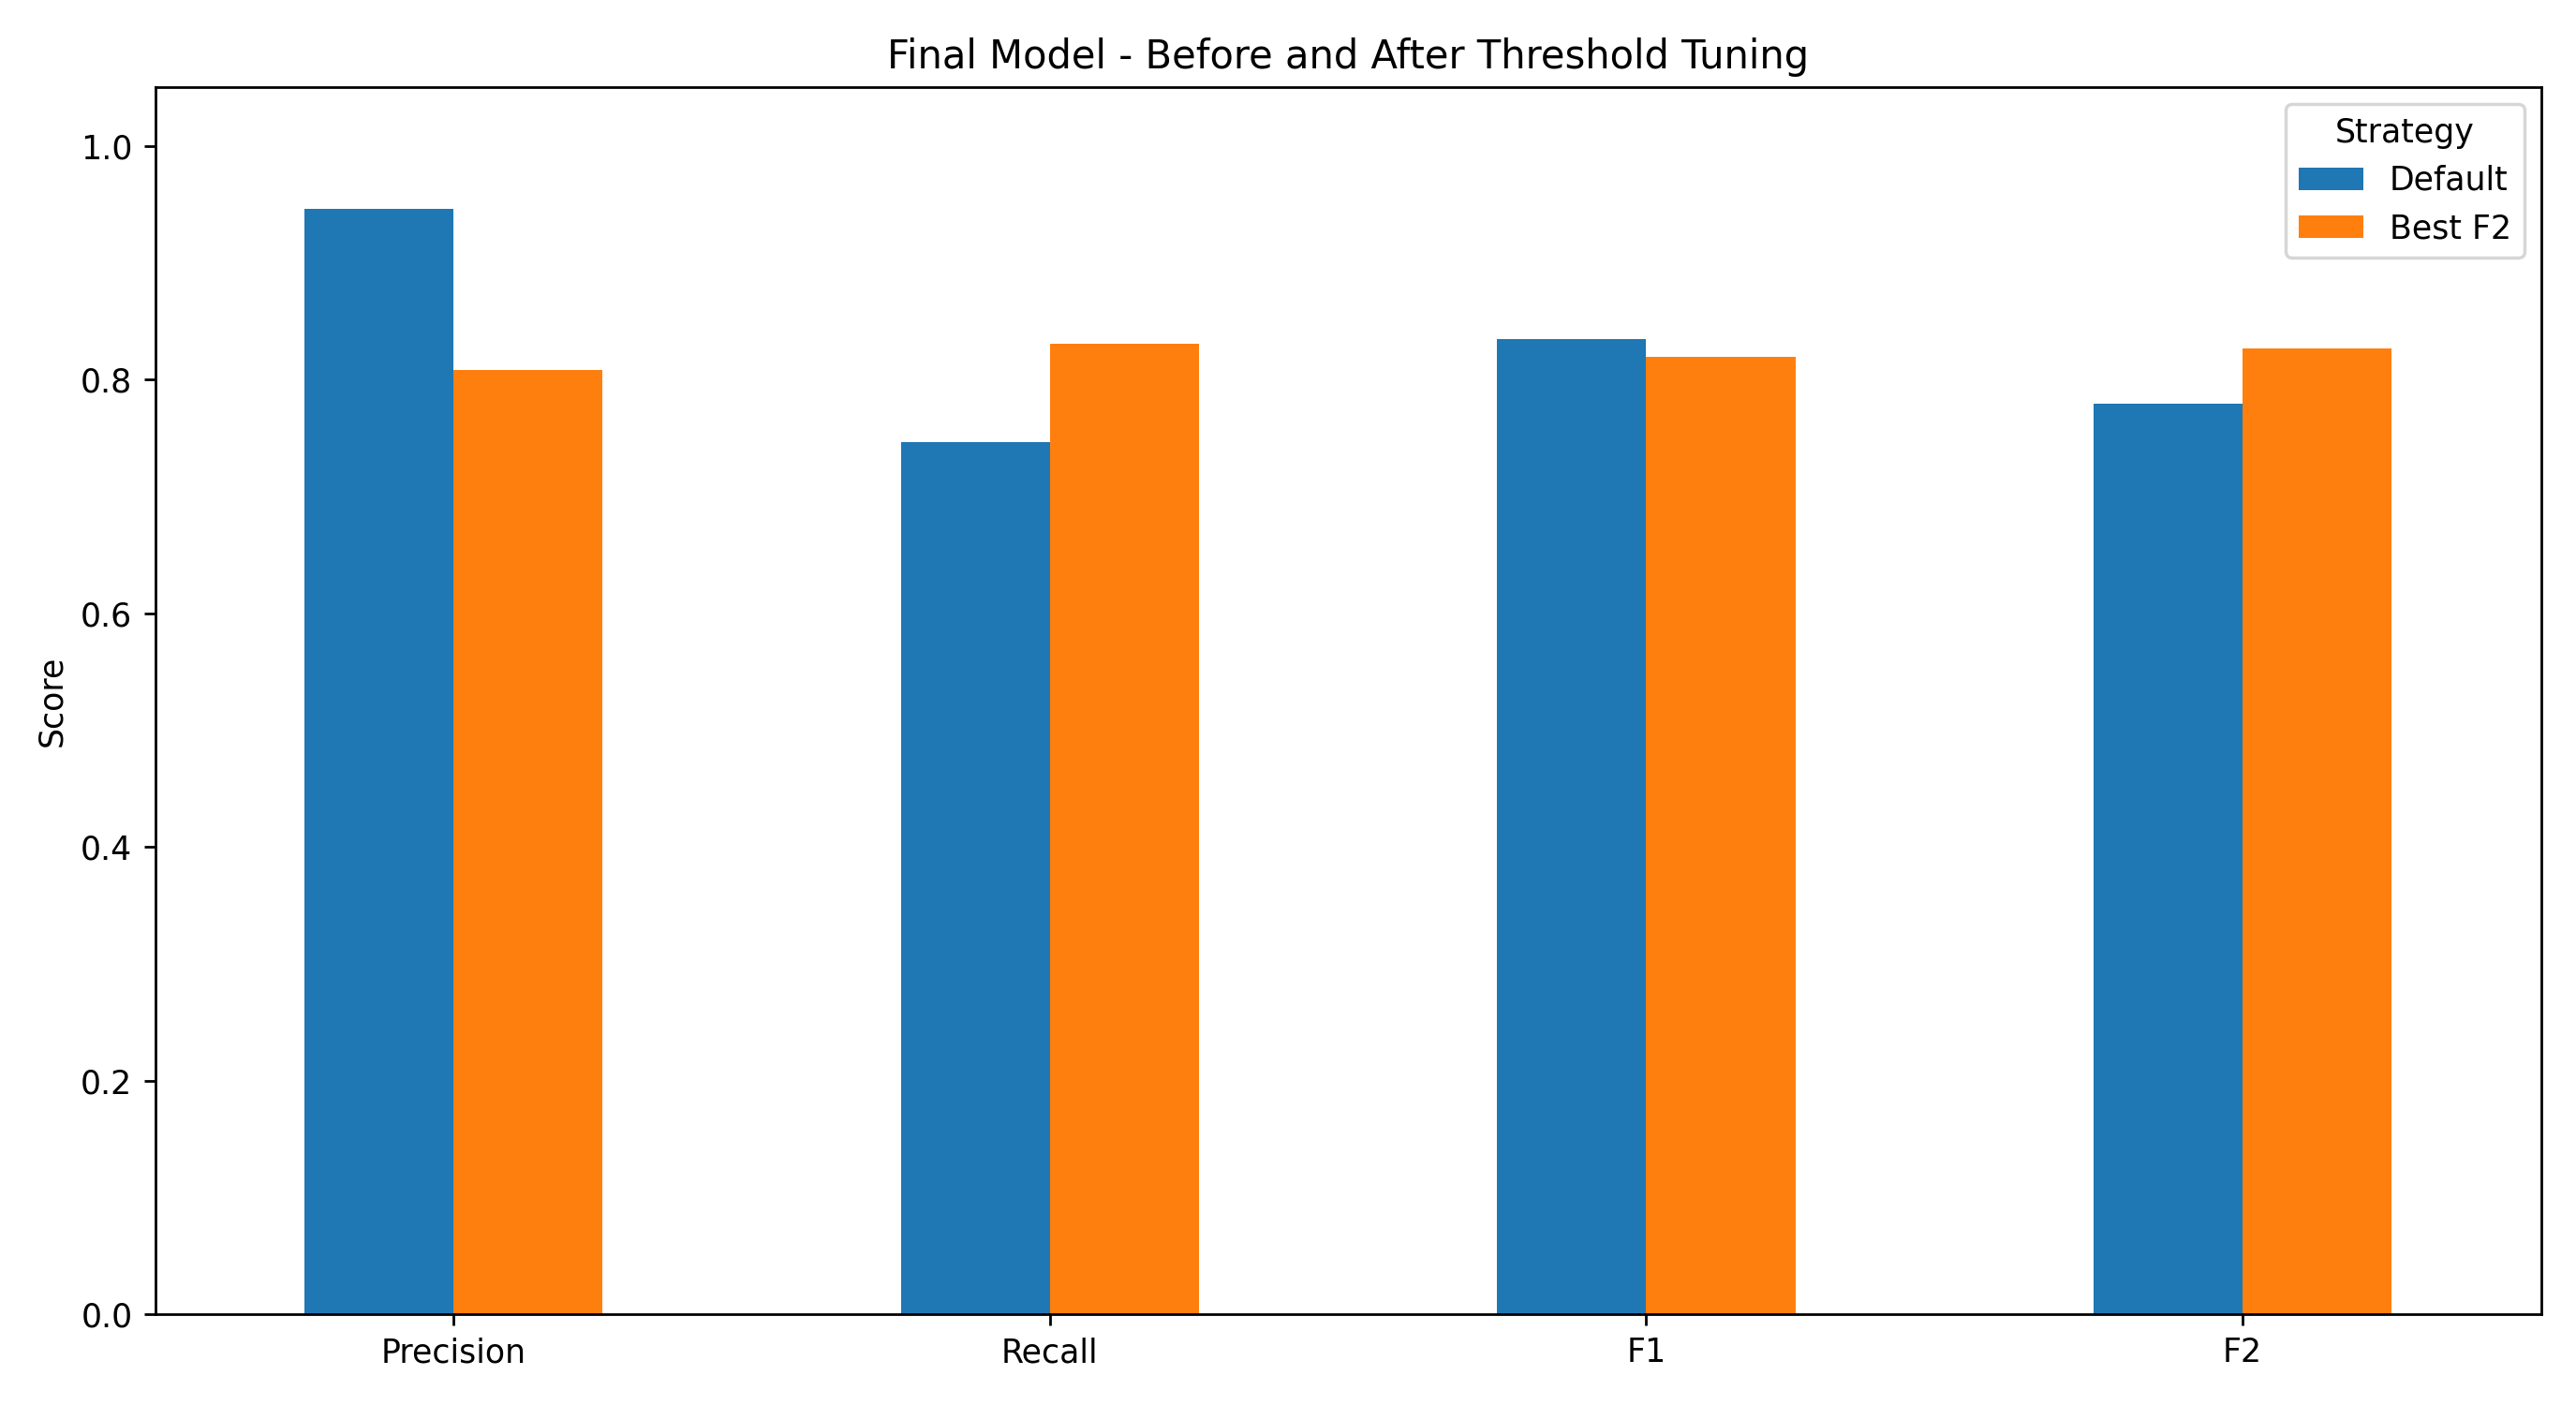 Final Model - Before and After Threshold Tuning
Strategy
Default
Best F2
1.0
0.8
0.6
0.4
0.2
0.0
Score
Precision
Recall
F1
F2